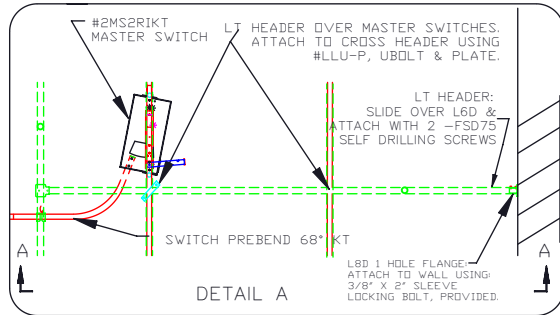 #2MS2RIKT
MASTER SWITCH
LT HEADER OVER MASTER SWITCHES.
ATTACH TO CROSS HEADER USING
#LLU-P, UBOLT & PLATE.
LT HEADER:
SLIDE OVER L6D &
ATTACH WITH 2 -FSD75
SELF DRILLING SCREWS
SWITCH PREBEND 68° KT
A
A
L8D 1 HOLE FLANGE:
ATTACH TO WALL USING:
3/8" X 2" SLEEVE
LOCKING BOLT, PROVIDED.
DETAIL A